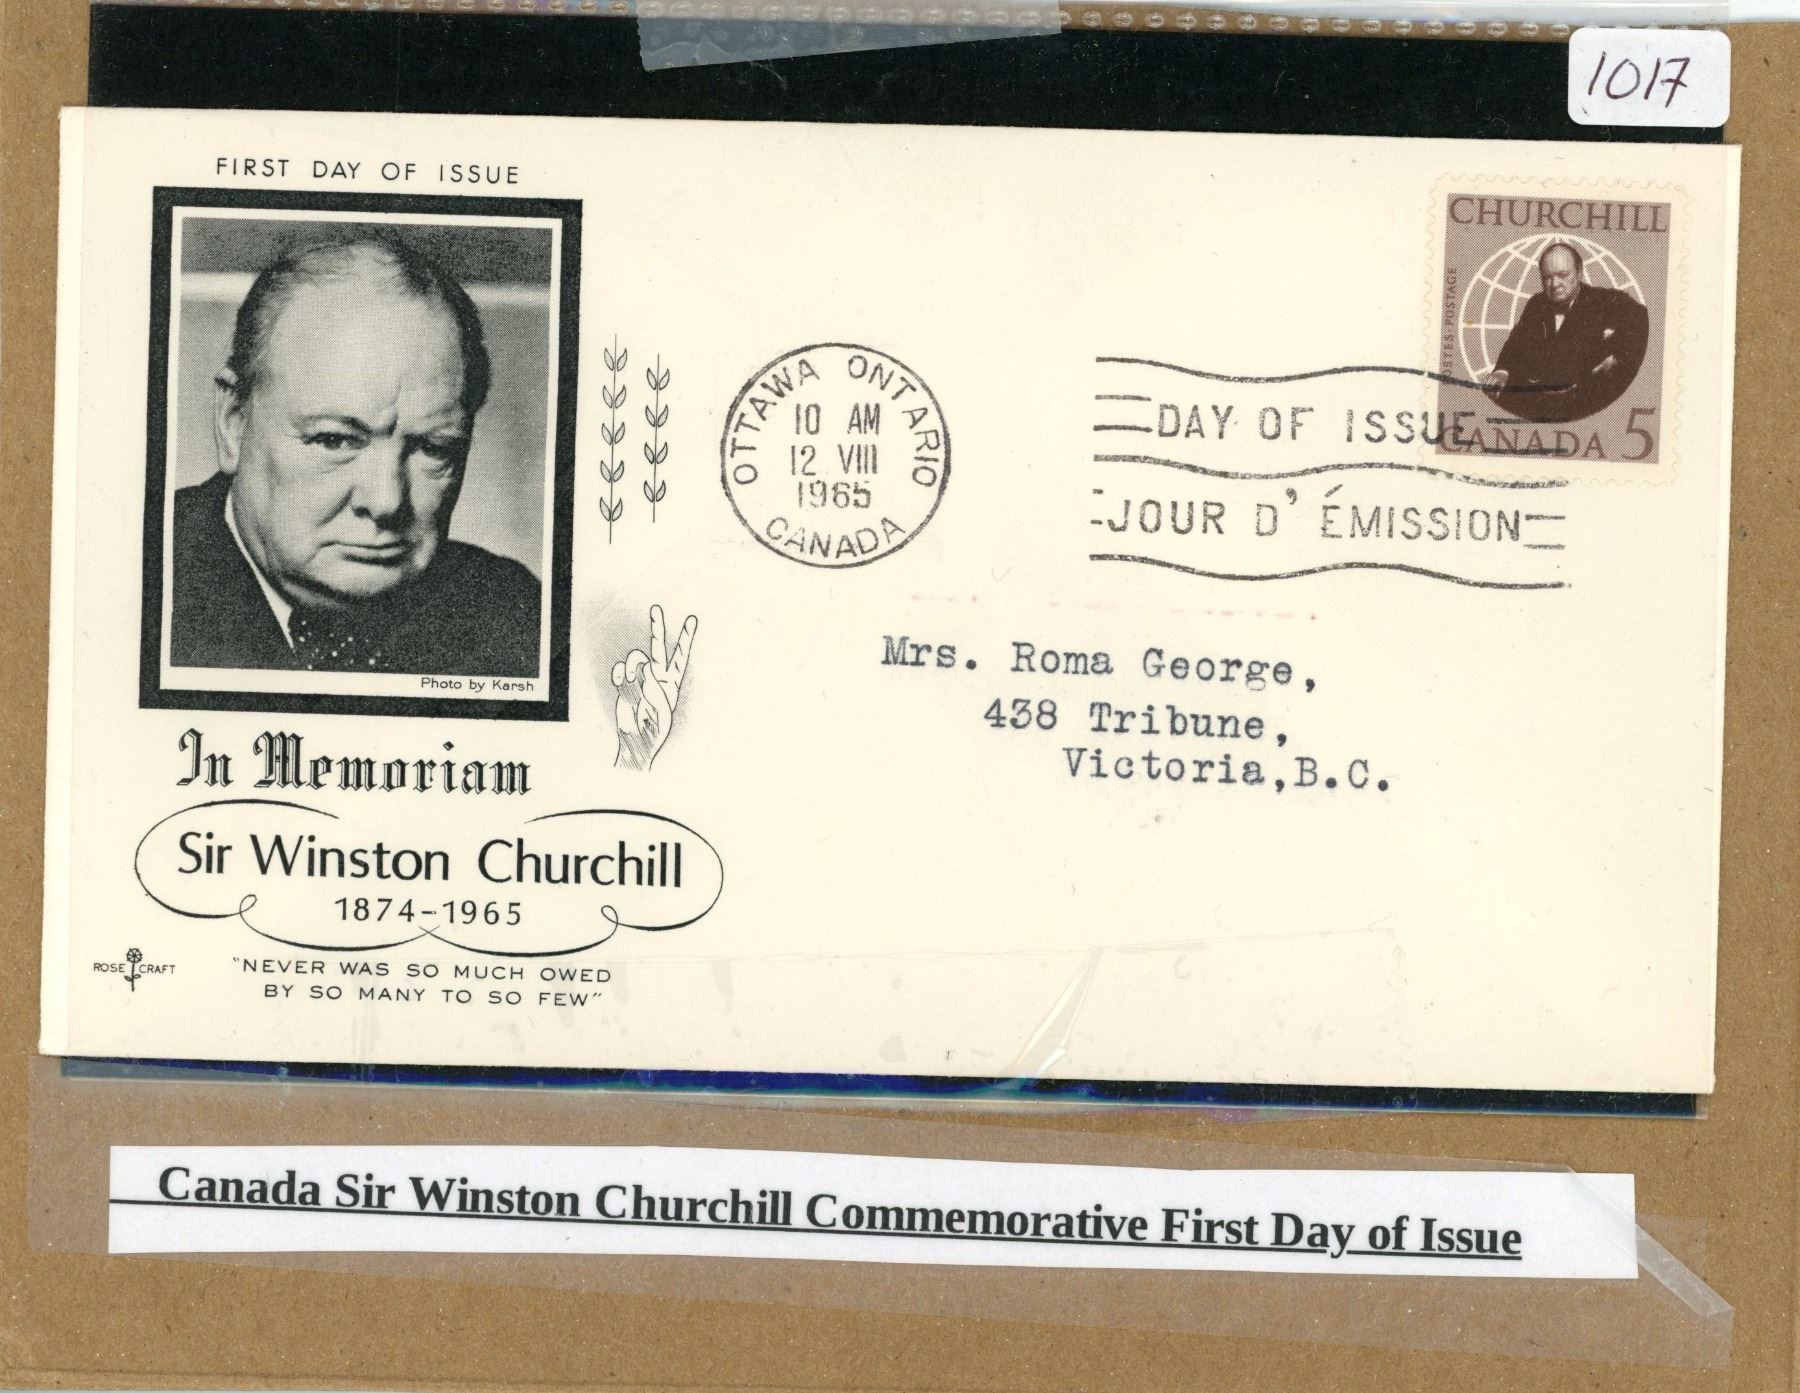 1017
FIRST DAY OF ISSUE
CHURCHILL
POSTES·POSTAGE
CANADA 5
OTTAWA ONTARIO
10 AM
12 VIII
1965
CANADA
DAY OF ISSUE
JOUR D'ÉMISSION
Photo by Karsh
Mrs. Roma George,
438 Tribune,
Victoria,B.C.
In Memoriam
Sir Winston Churchill
1874-1965
ROSE CRAFT
"NEVER WAS SO MUCH OWED
BY SO MANY TO SO FEW"
Canada Sir Winston Churchill Commemorative First Day of Issue